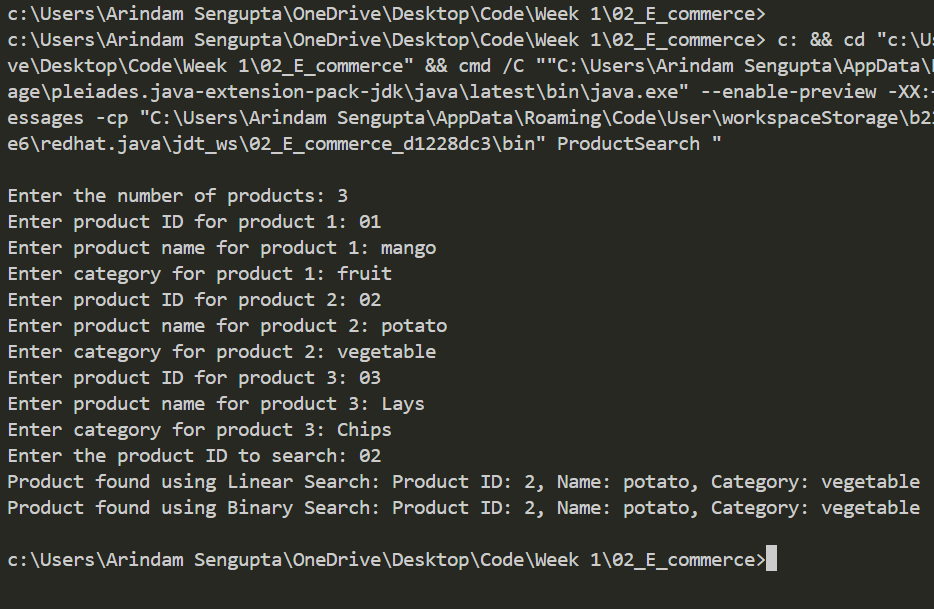 c:\Users\Arindam Sengupta\OneDrive\Desktop\Code\Week 1\02_E_commerce>
c:\Users\Arindam Sengupta\OneDrive\Desktop\Code\Week 1\02_E_commerce> c: && cd "c:\Us
ve\Desktop\Code\Week 1\02_E_commerce" && cmd /C ""C:\Users\Arindam Sengupta\AppData\
age\pleiades.java-extension-pack-jdk\java\latest\bin\java.exe" --enable-preview -XX:
essages -cp "C:\Users\Arindam Sengupta\AppData\Roaming\Code\User\workspaceStorage\b2
e6\redhat.java\jdt_ws\02_E_commerce_d1228dc3\bin" ProductSearch "
Enter the number of products: 3
Enter product ID for product 1: 01
Enter product name for product 1: mango
Enter category for product 1: fruit
Enter product ID for product 2: 02
Enter product name for product 2: potato
Enter category for product 2: vegetable
Enter product ID for product 3: 03
Enter product name for product 3: Lays
Enter category for product 3: Chips
Enter the product ID to search: 02
Product found using Linear Search: Product ID: 2, Name: potato, Category: vegetable
Product found using Binary Search: Product ID: 2, Name: potato, Category: vegetable
c:\Users\Arindam Sengupta\OneDrive\Desktop\Code\Week 1\02_E_commerce>